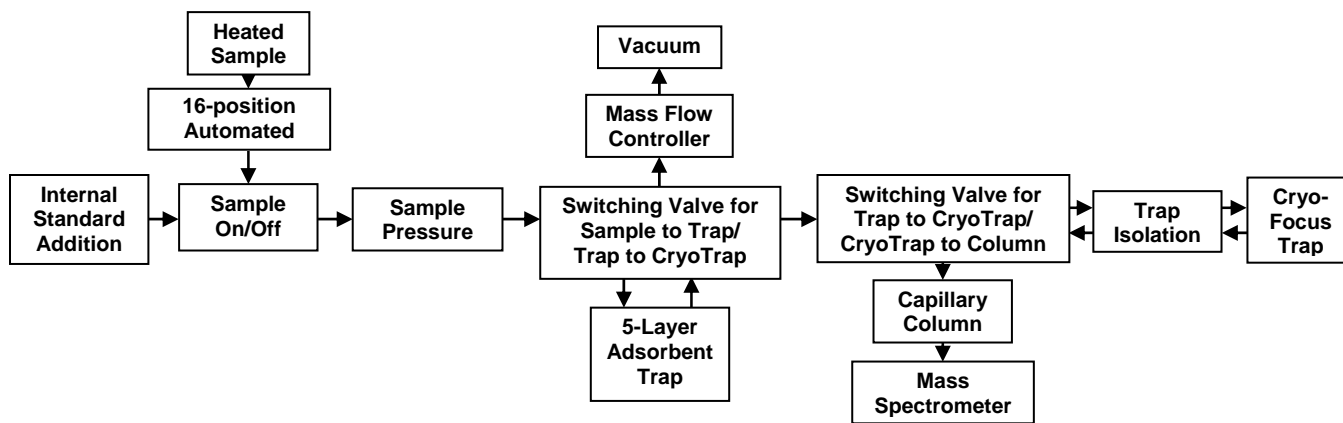 Heated
Sample
16-position
Automated
Internal
Standard
Addition
Sample
On/Off
Sample
Pressure
Vacuum
Mass Flow
Controller
Switching Valve for
Sample to Trap/
Trap to CryoTrap
5-Layer
Adsorbent
Trap
Switching Valve for
Trap to CryoTrap/
CryoTrap to Column
Trap
Isolation
Cryo-
Focus
Trap
Capillary
Column
Mass
Spectrometer